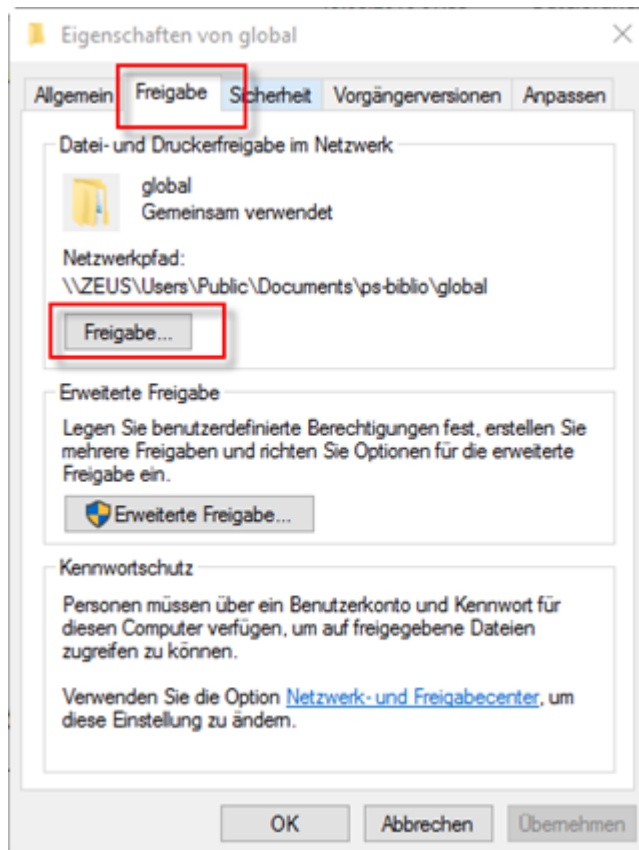 Eigenschaften von global
Allgemein Freigabe Sicherheit Vorgängerversionen Anpassen
Datei- und Druckerfreigabe im Netzwerk
global
Gemeinsam verwendet
Netzwerkpfad:
\\ZEUS\Users\Public\Documents\ps-biblio\global
Freigabe...
Erweiterte Freigabe
Legen Sie benutzerdefinierte Berechtigungen fest, erstellen Sie
mehrere Freigaben und richten Sie Optionen für die erweiterte
Freigabe ein.
Erweiterte Freigabe...
Kennwortschutz
Personen müssen über ein Benutzerkonto und Kennwort für
diesen Computer verfügen, um auf freigegebene Dateien
zugreifen zu können.
Verwenden Sie die Option Netzwerk- und Freigabecenter, um
diese Einstellung zu ändern.
OK Abbrechen Übernehmen